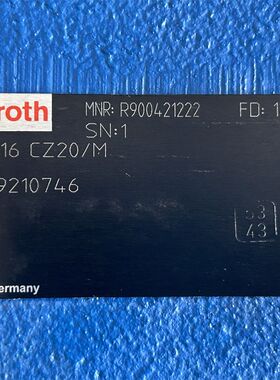 roth
MNR: R900421222 FD: 1
SN:1
16 CZ20/M
9210746
53
43
ermany